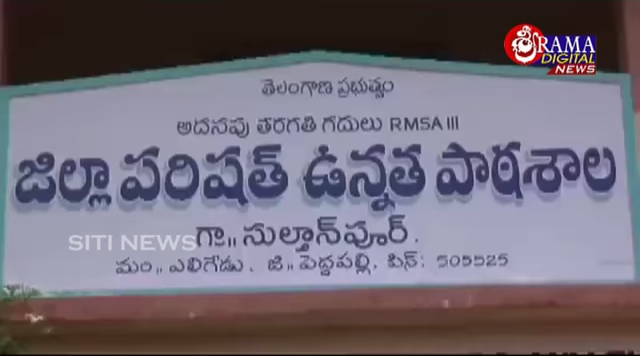 శ్రీRAMA
DIGITAL
NEWS
తెలంగాణ ప్రభుత్వం
అదనపు తరగతి గదులు RMSA III
జిల్లా పరిషత్ ఉన్నత పాఠశాల
SITI NEWS
గ్రా,, సుల్తాన్‌పూర్.
మం,, ఎలిగేడు. జి,, పెద్దపల్లి. పిన్: 505525